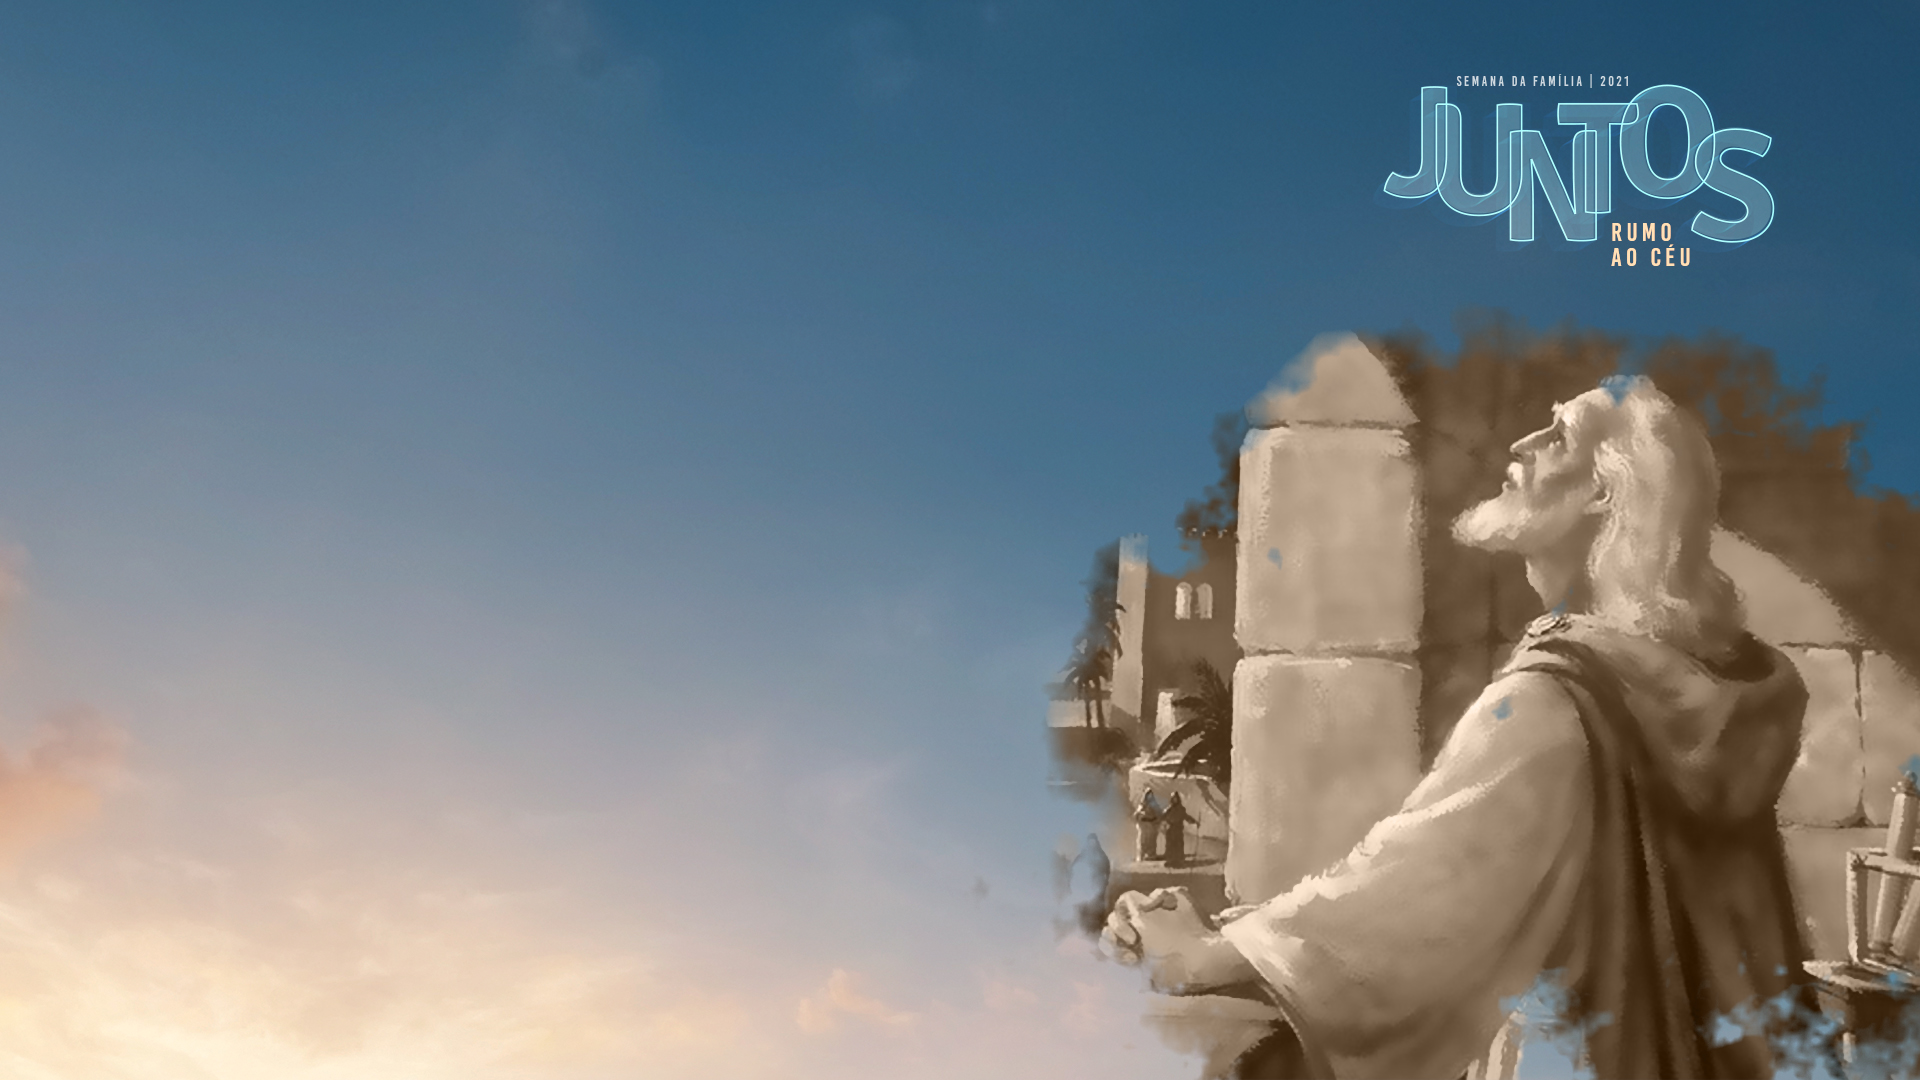 SEMANA DA FAMÍLIA | 2021
JUNTOS
RUMO
AO CÉU